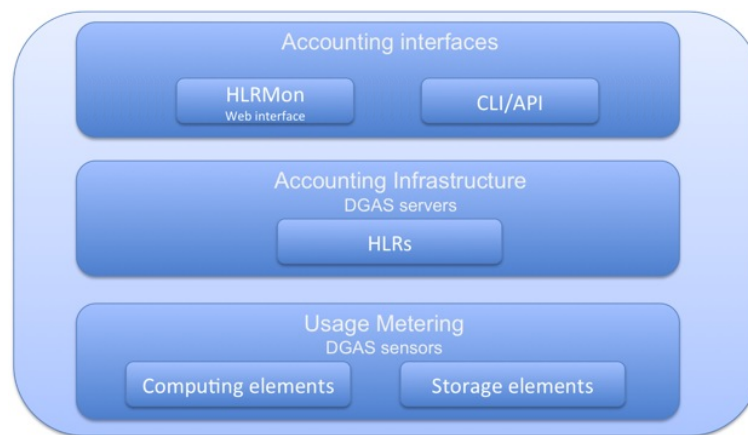 Accounting interfaces
HLRMon
Web interface
CLI/API
Accounting Infrastructure
DGAS servers
HLRs
Usage Metering
DGAS sensors
Computing elements
Storage elements